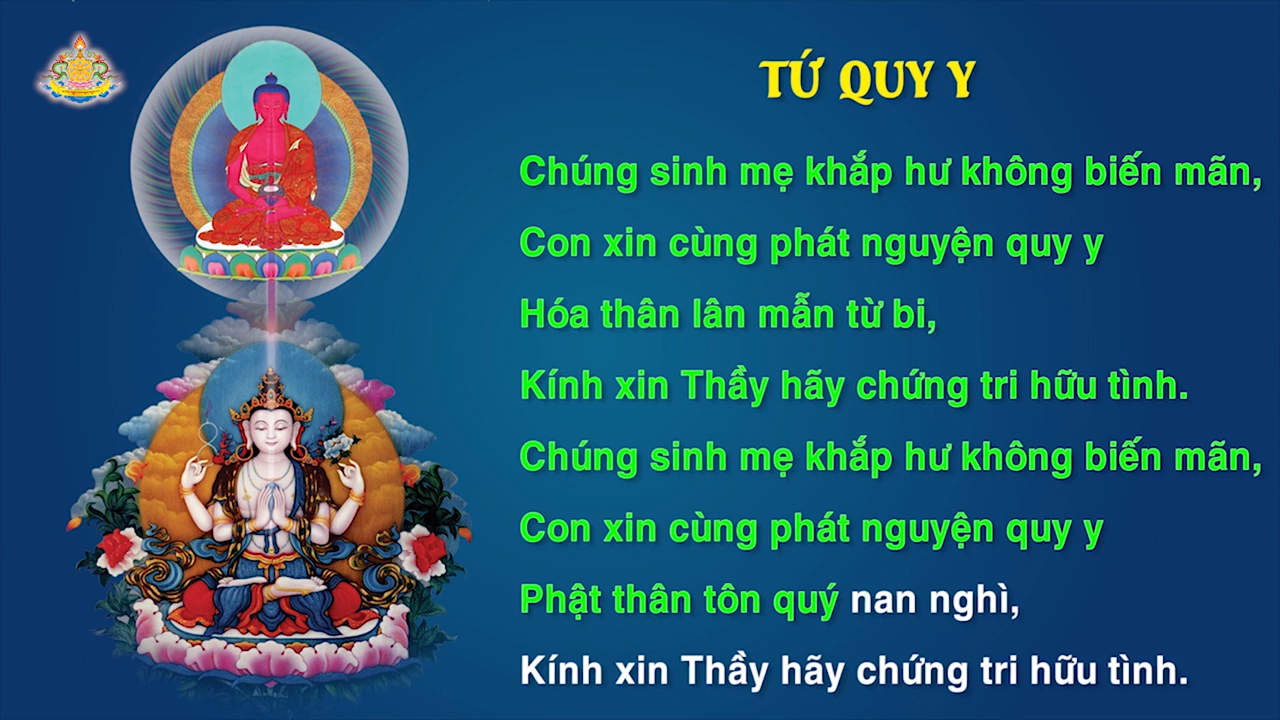 TỨ QUY Y
Chúng sinh mẹ khắp hư không biến mãn,
Con xin cùng phát nguyện quy y
Hóa thân lân mẫn từ bi,
Kính xin Thầy hãy chứng tri hữu tình.
Chúng sinh mẹ khắp hư không biến mãn,
Con xin cùng phát nguyện quy y
Phật thân tôn quý nan nghì,
Kính xin Thầy hãy chứng tri hữu tình.